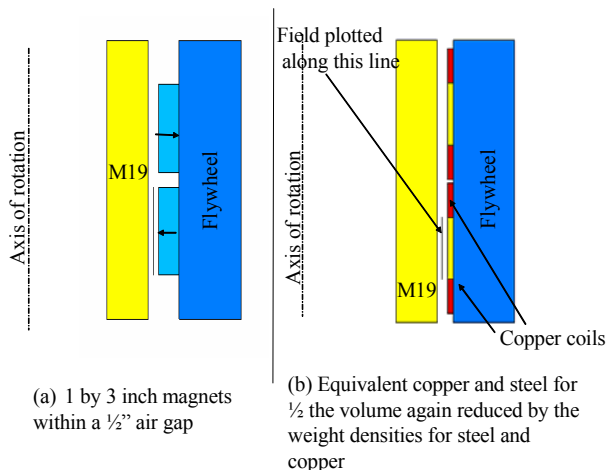 Axis of rotation
M19
Flywheel
(a) 1 by 3 inch magnets
within a ½” air gap
Field plotted
along this line
Axis of rotation
M19
Flywheel
Copper coils
(b) Equivalent copper and steel for
½ the volume again reduced by the
weight densities for steel and
copper